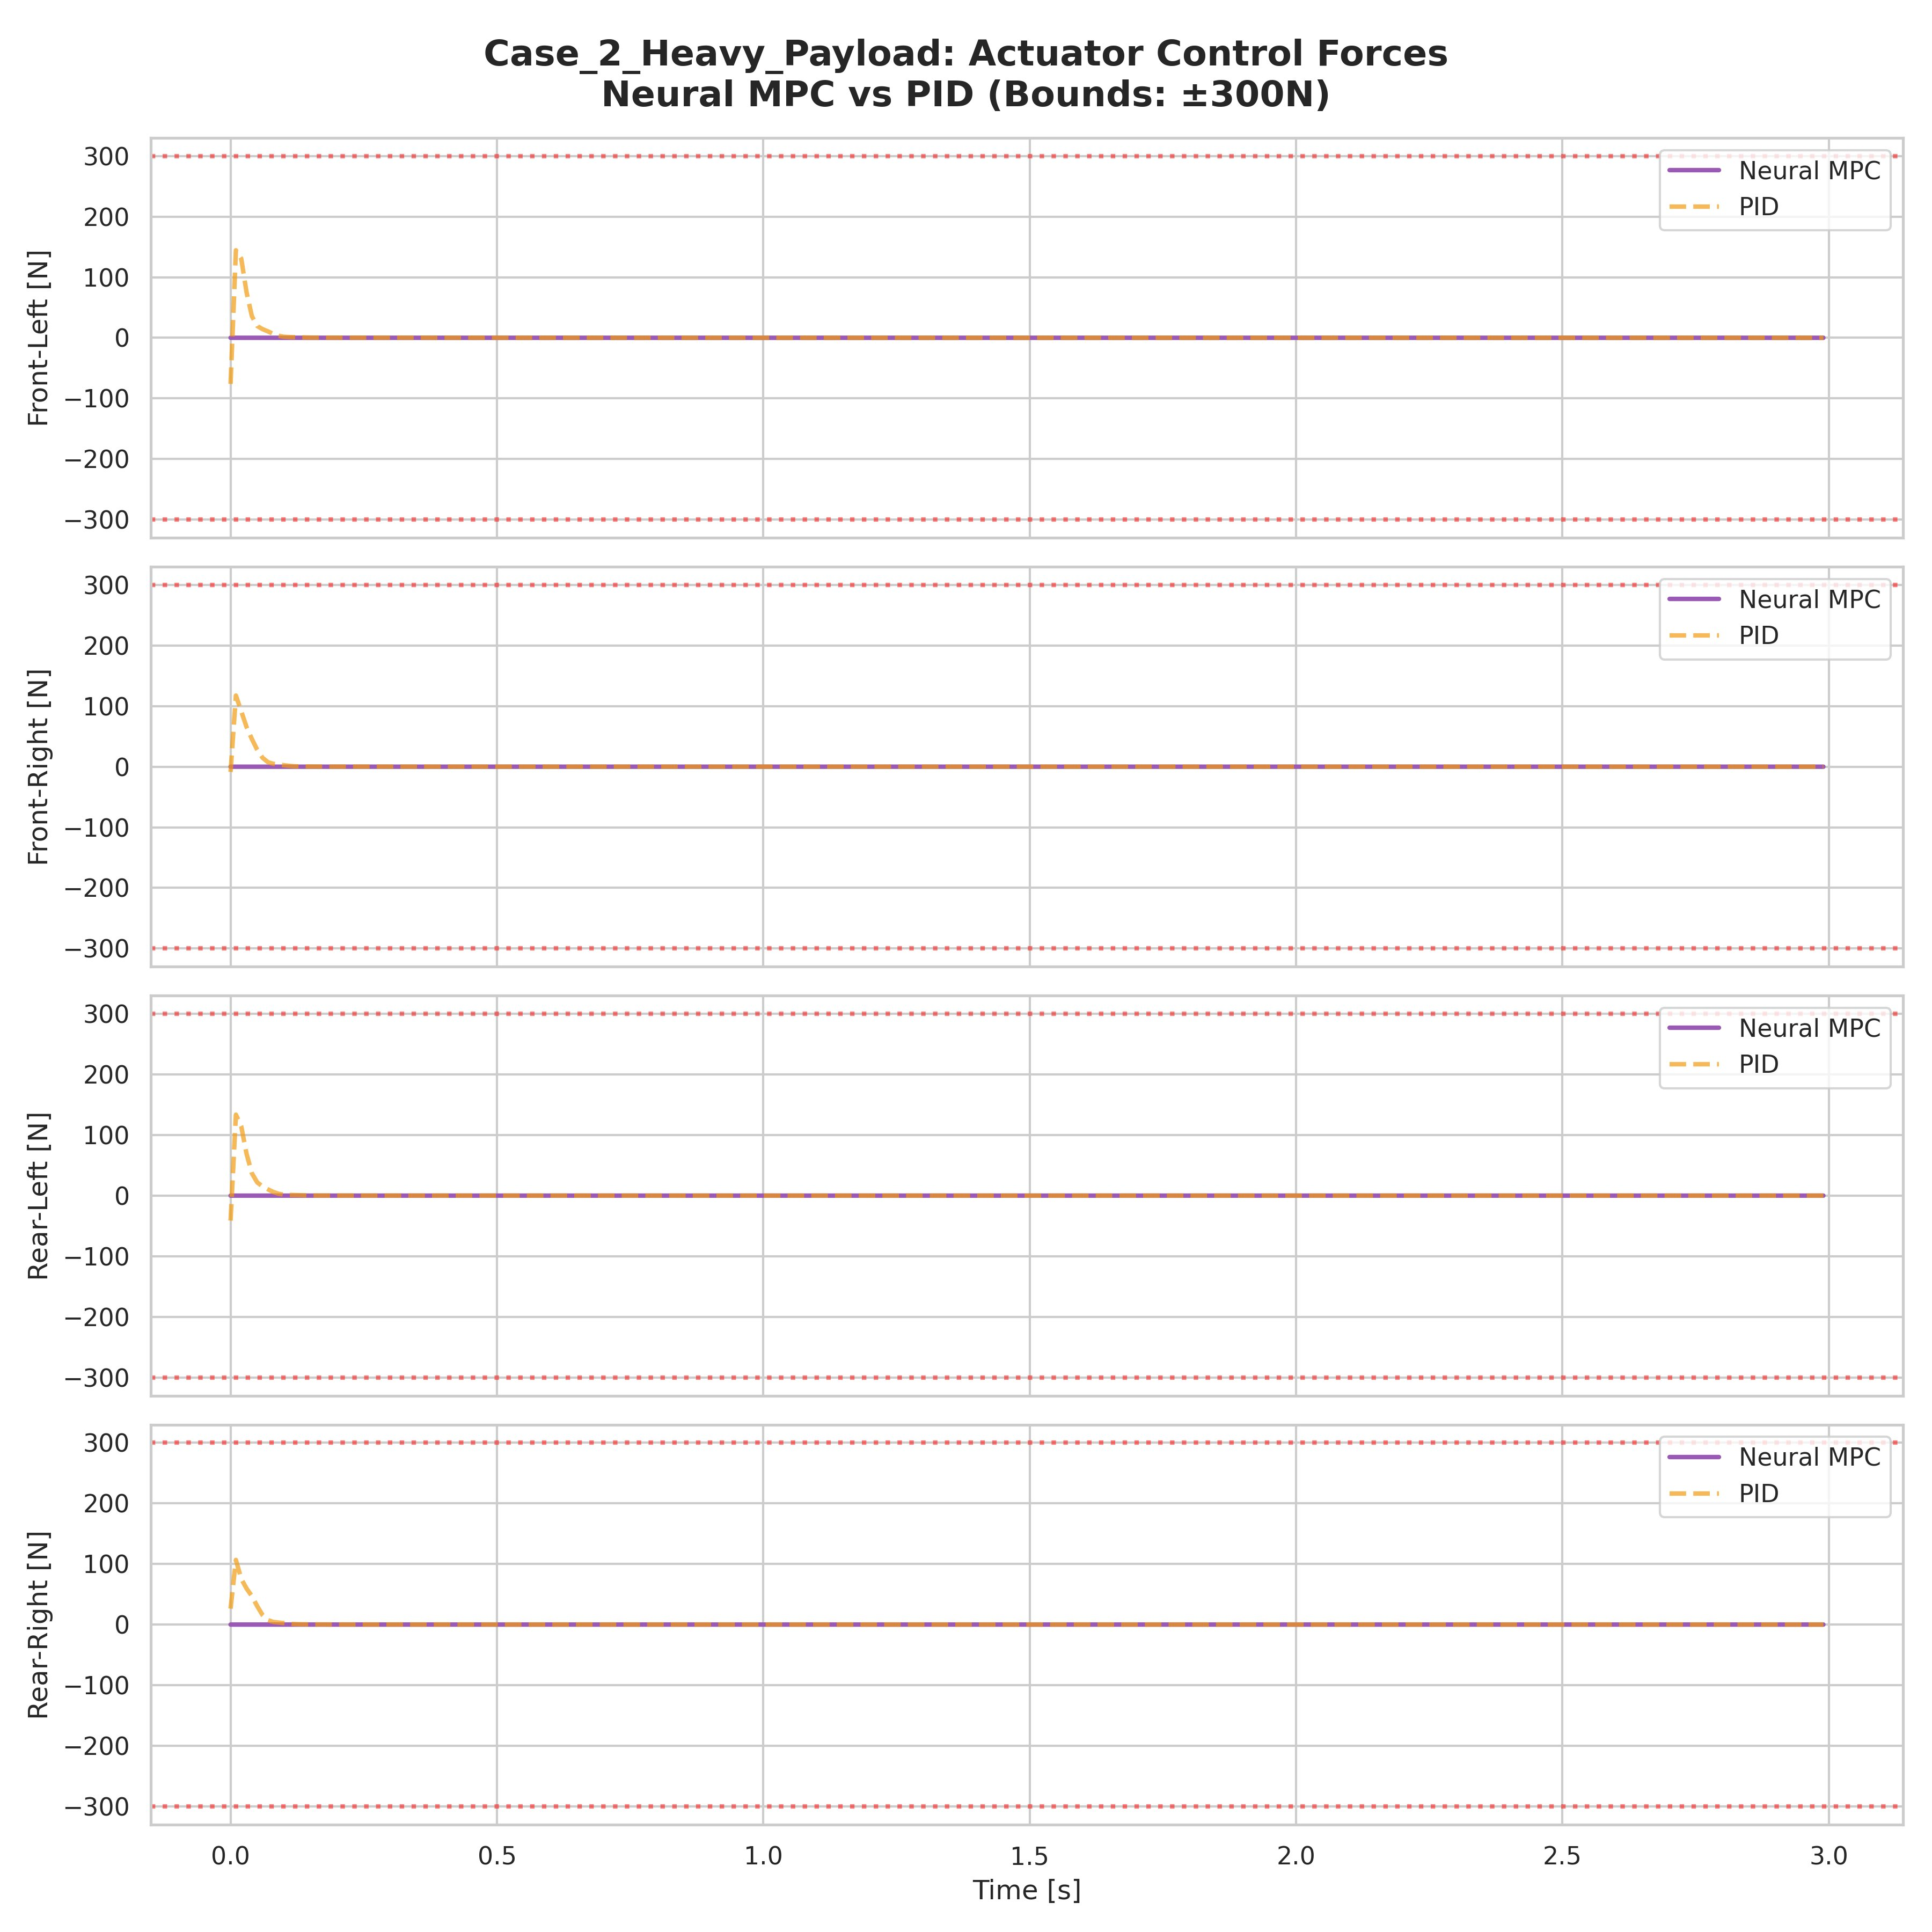 Case_2_Heavy_Payload: Actuator Control Forces
Neural MPC vs PID (Bounds: ±300N)
300
200
100
0
−100
−200
−300
Front-Left [N]
Neural MPC
PID
300
200
100
0
−100
−200
−300
Front-Right [N]
Neural MPC
PID
300
200
100
0
−100
−200
−300
Rear-Left [N]
Neural MPC
PID
300
200
100
0
−100
−200
−300
Rear-Right [N]
Neural MPC
PID
0.0 0.5 1.0 1.5 2.0 2.5 3.0
Time [s]